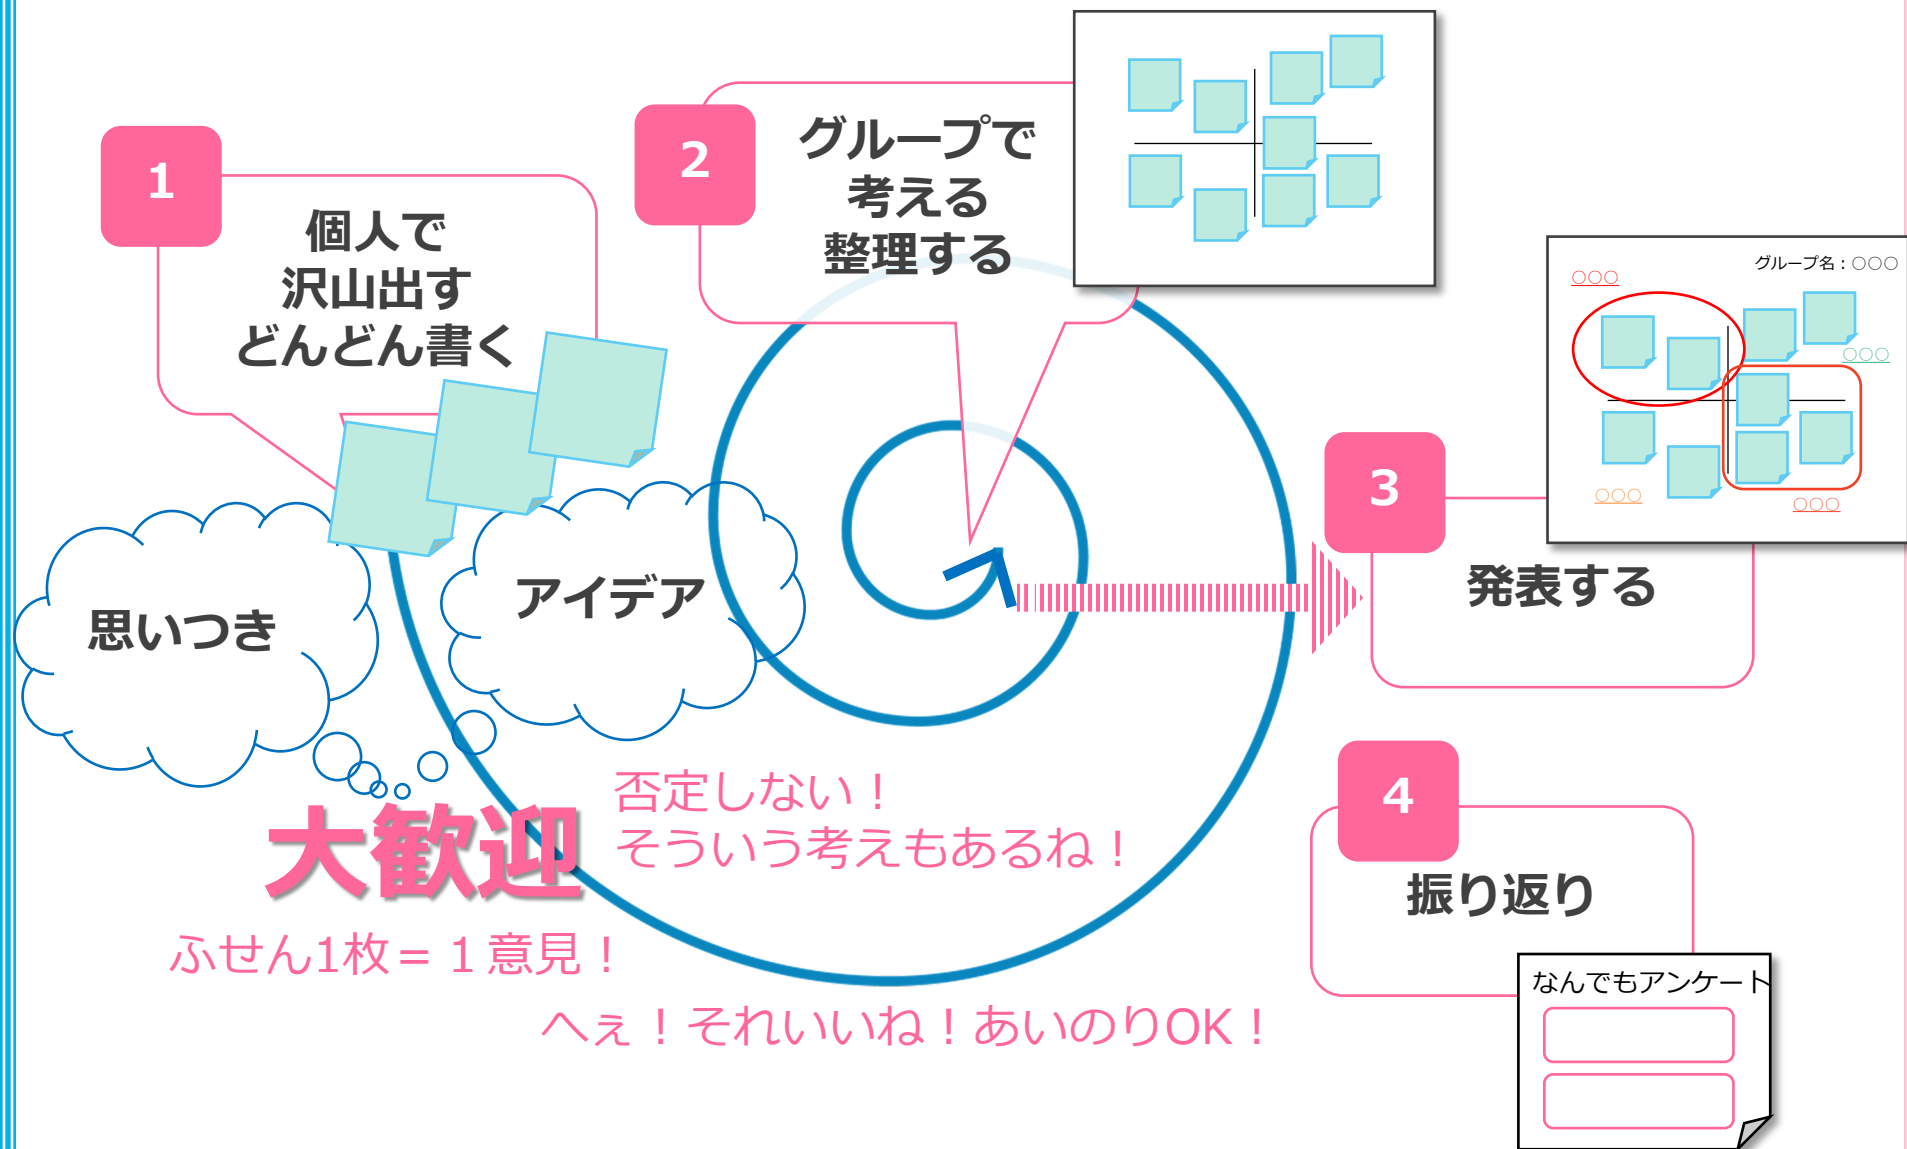 1
個人で
沢山出す
どんどん書く
2
グループで
考える
整理する
グループ名：○○○
○○○
○○○
○○○
○○○
3
発表する
思いつき
アイデア
大歓迎
否定しない！
そういう考えもあるね！
ふせん1枚＝１意見！
へぇ！それいいね！あいのりOK！
4
振り返り
なんでもアンケート